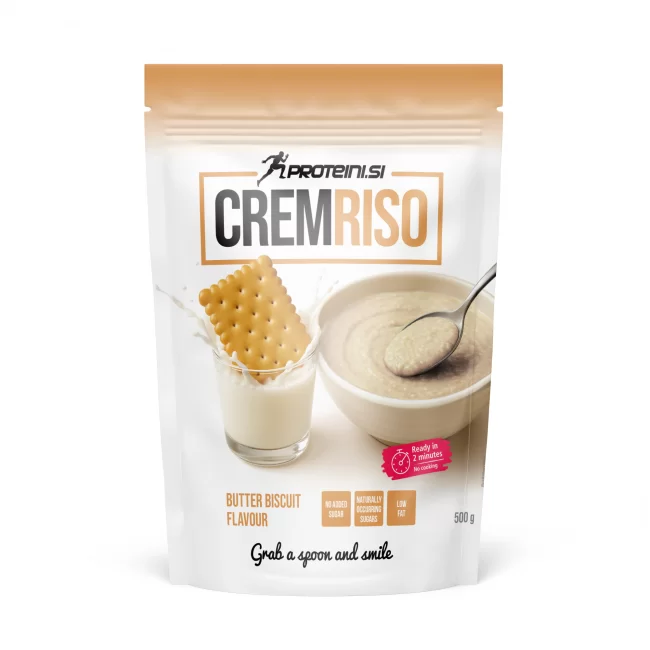 PROTEINI.SI
CREMRISO
Ready in
2 minutes
No cooking
BUTTER BISCUIT
FLAVOUR
NO ADDED
SUGAR
NATURALLY
OCCURRING
SUGARS
LOW
FAT
500 g
Grab a spoon and smile